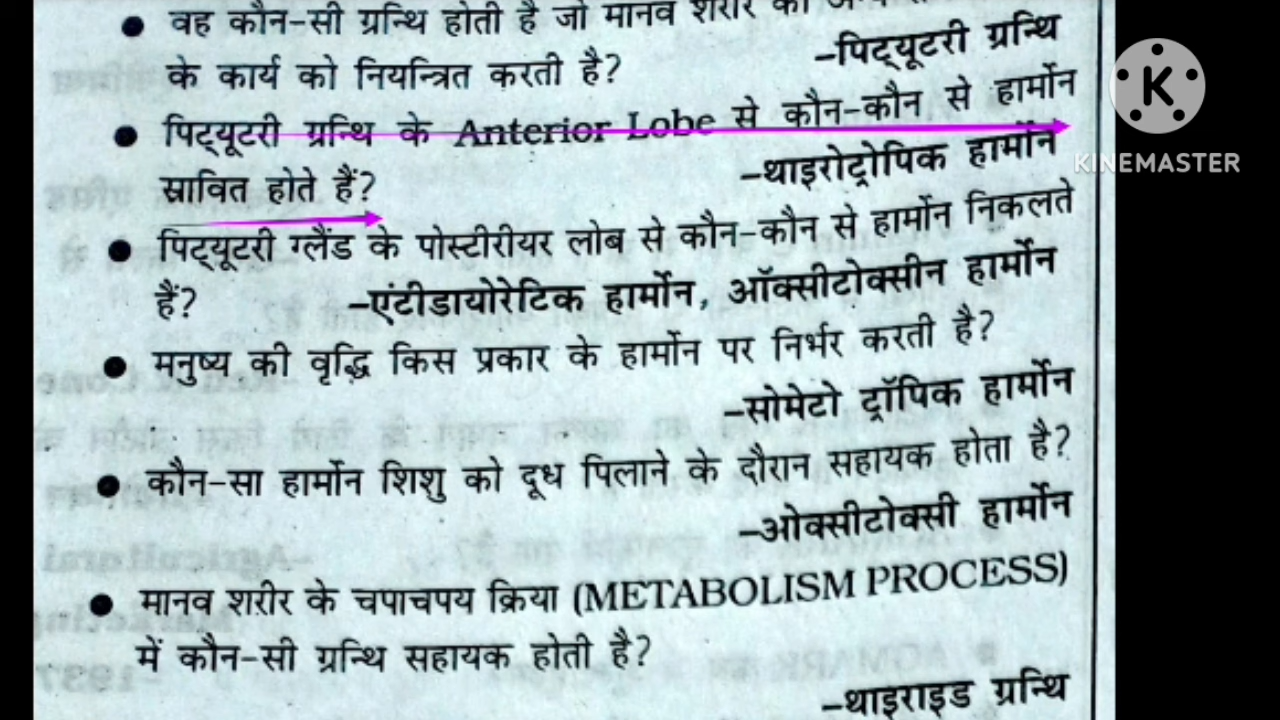 • वह कौन-सी ग्रन्थि होती है जो मानव शरीर की
के कार्य को नियन्त्रित करती है? –पिट्यूटरी ग्रन्थि
• पिट्यूटरी ग्रन्थि के Anterior Lobe से कौन-कौन से हार्मोन
स्रावित होते हैं? –थाइरोट्रोपिक हार्मोन
• पिट्यूटरी ग्लैंड के पोस्टीरीयर लोब से कौन-कौन से हार्मोन निकलते
हैं? –एंटीडायोरेटिक हार्मोन, ऑक्सीटोक्सीन हार्मोन
• मनुष्य की वृद्धि किस प्रकार के हार्मोन पर निर्भर करती है?
–सोमेटो ट्रॉपिक हार्मोन
• कौन-सा हार्मोन शिशु को दूध पिलाने के दौरान सहायक होता है?
–ओक्सीटोक्सी हार्मोन
• मानव शरीर के चपाचपय क्रिया (METABOLISM PROCESS)
में कौन-सी ग्रन्थि सहायक होती है?
–थाइराइड ग्रन्थि
K
KINEMASTER